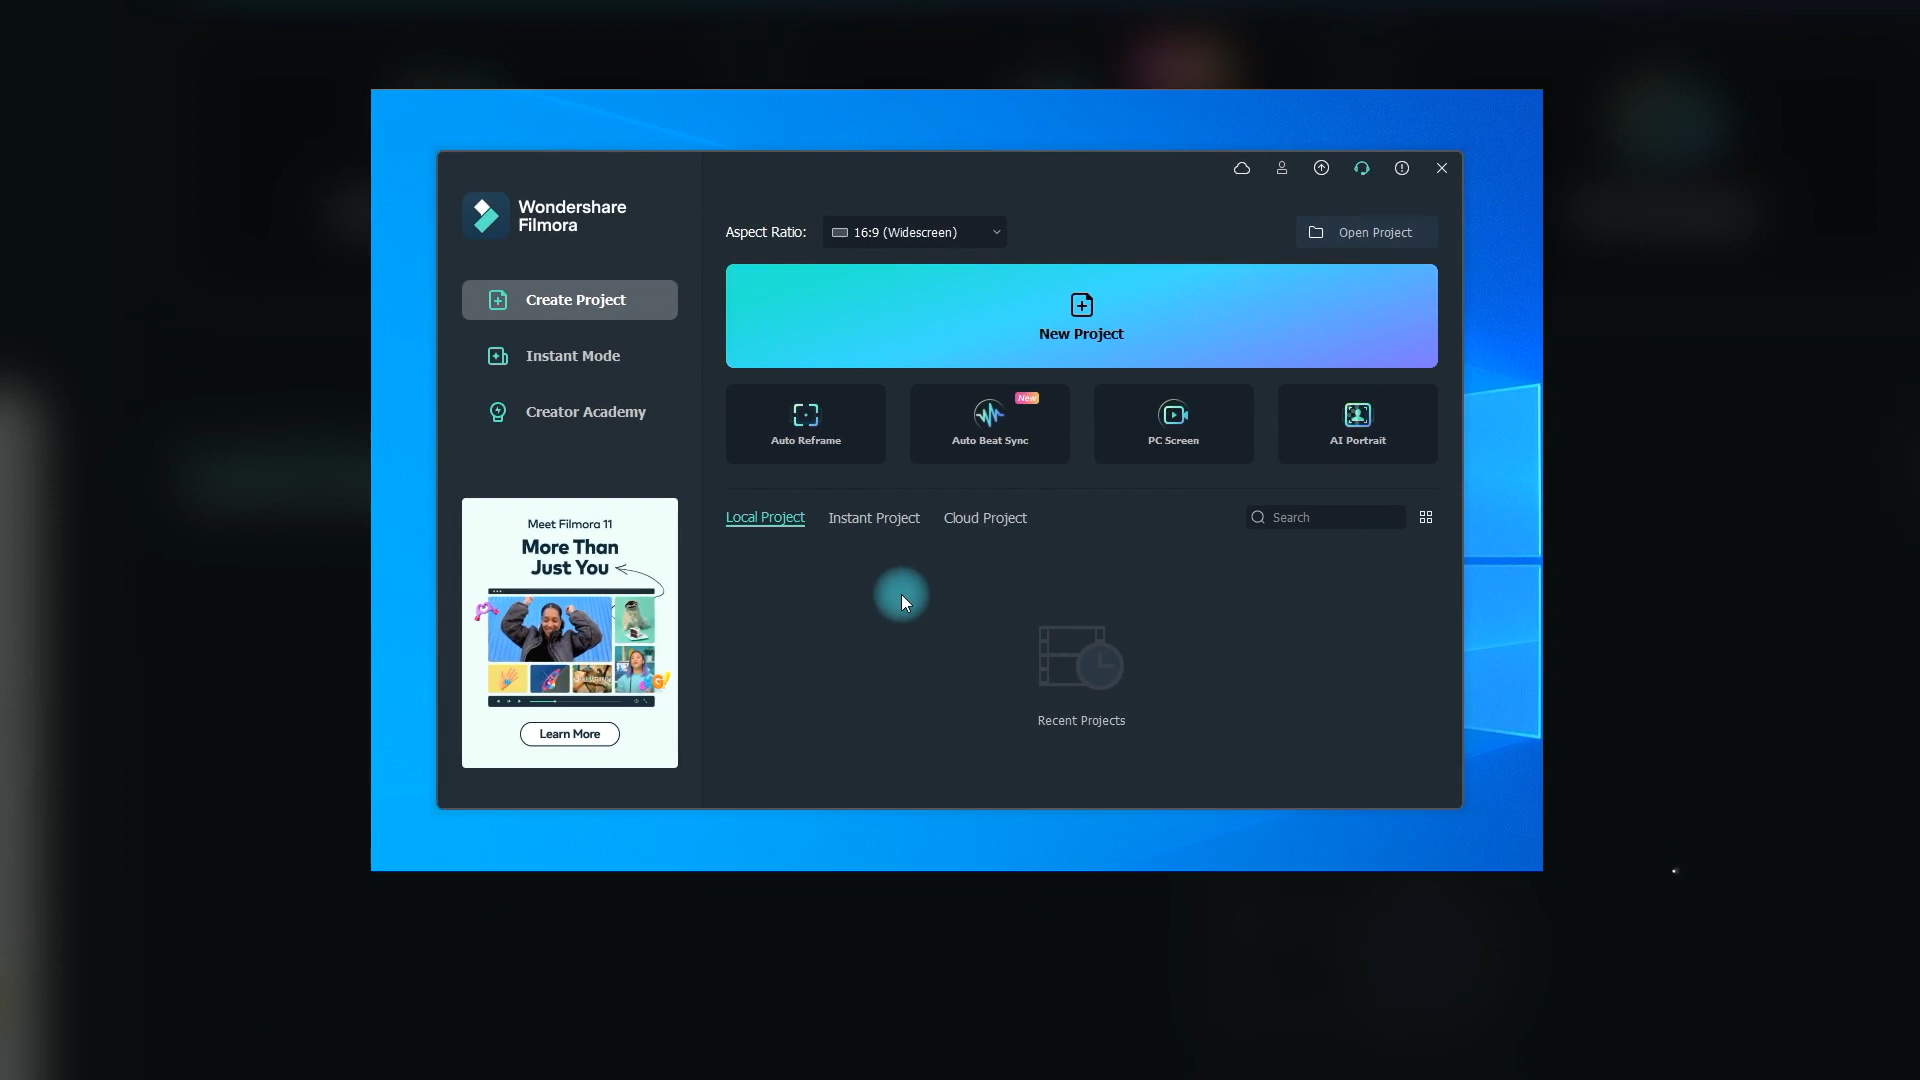 Wondershare
Filmora
Create Project
Instant Mode
Creator Academy
Meet Filmora 11
More Than
Just You
Learn More
Aspect Ratio: 16:9 (Widescreen)
Open Project
New Project
Auto Reframe
New
Auto Beat Sync
PC Screen
AI Portrait
Local Project Instant Project Cloud Project
Search
Recent Projects